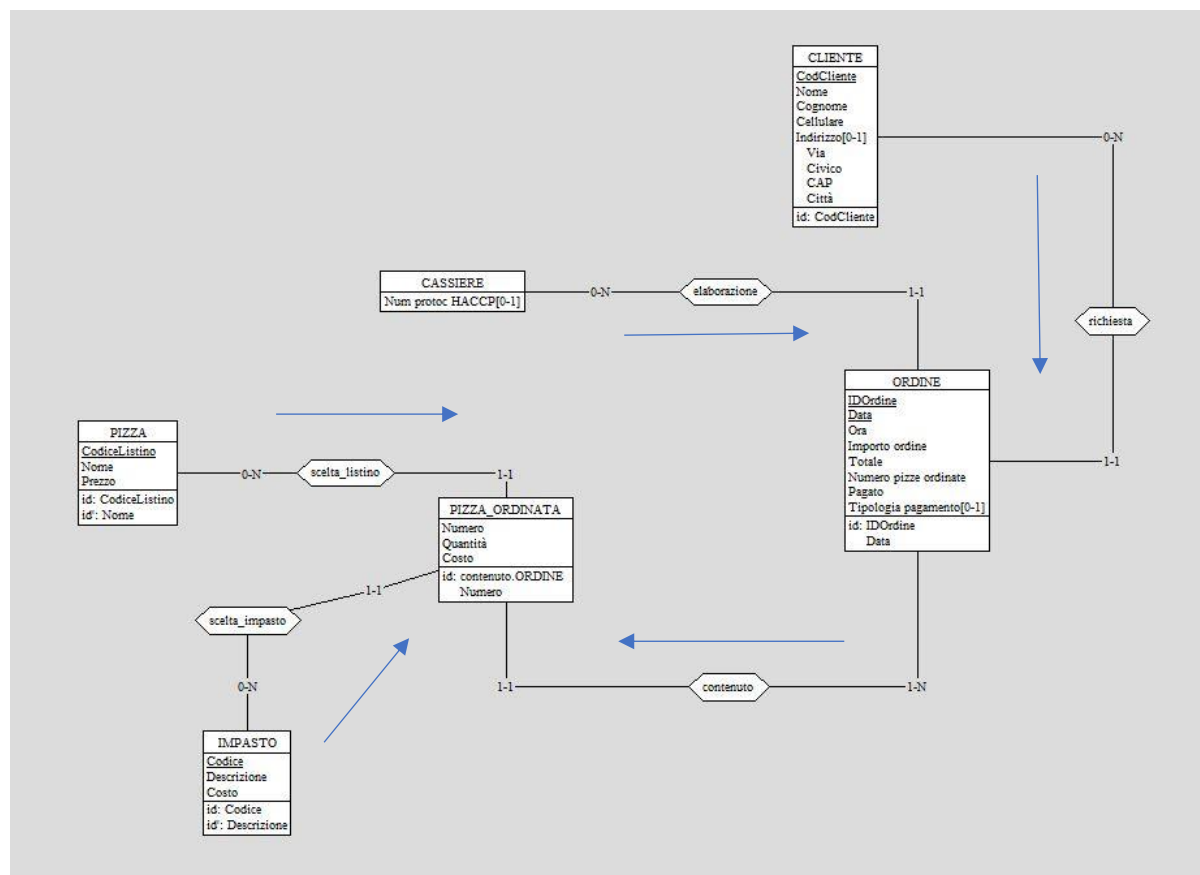 CLIENTE
CodCliente
Nome
Cognome
Cellulare
Indirizzo[0-1]
Via
Civico
CAP
Città
id: CodCliente
0-N
richiesta
CASSIERE
Num protoc HACCP[0-1]
0-N
elaborazione
1-1
ORDINE
IDOrdine
Data
Ora
Importo ordine
Totale
Numero pizze ordinate
Pagato
Tipologia pagamento[0-1]
id: IDOrdine
Data
1-1
PIZZA
CodiceListino
Nome
Prezzo
id: CodiceListino
id': Nome
0-N
scelta_listino
1-1
PIZZA_ORDINATA
Numero
Quantità
Costo
id: contenuto.ORDINE
Numero
1-1
scelta_impasto
0-N
1-1
contenuto
1-N
IMPASTO
Codice
Descrizione
Costo
id: Codice
id': Descrizione